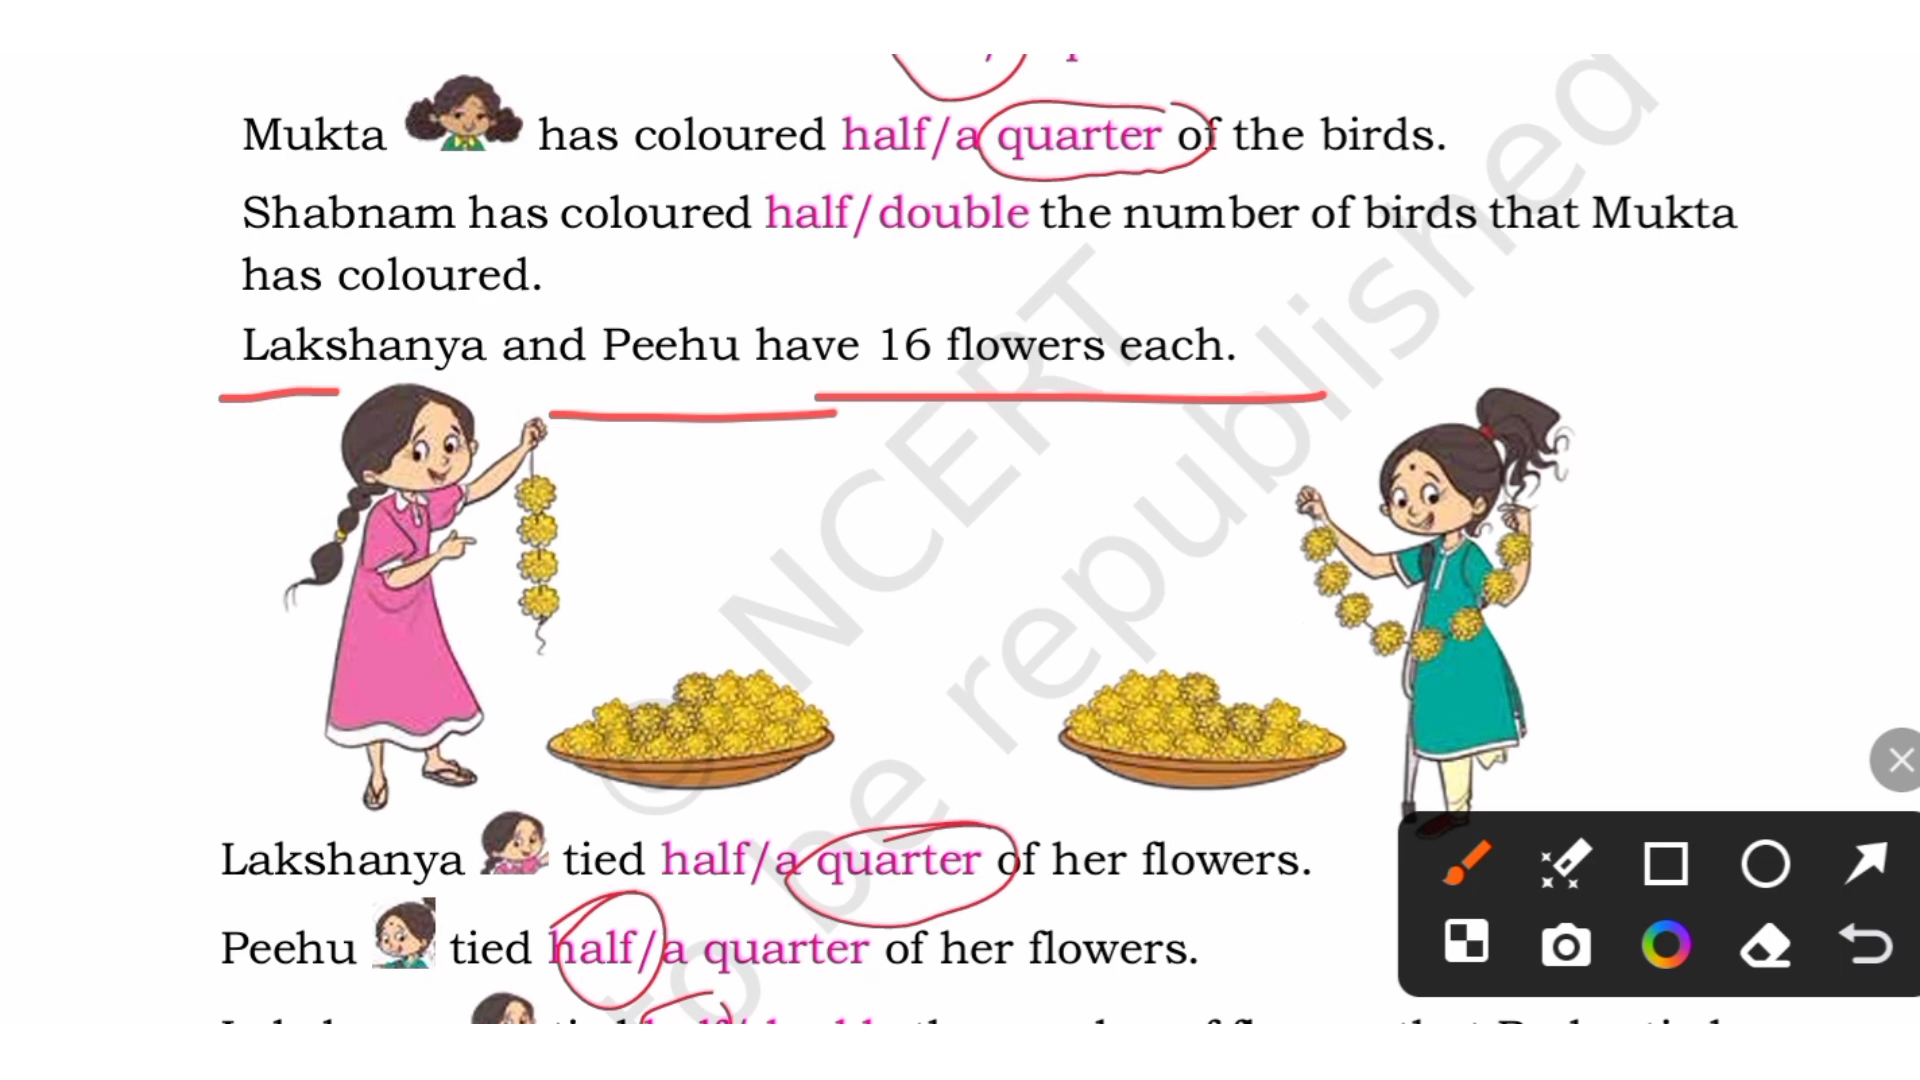 Mukta has coloured half/a quarter of the birds.
Shabnam has coloured half/double the number of birds that Mukta
has coloured.
Lakshanya and Peehu have 16 flowers each.
© NCERT
to be republished
Lakshanya tied half/a quarter of her flowers.
Peehu tied half/a quarter of her flowers.